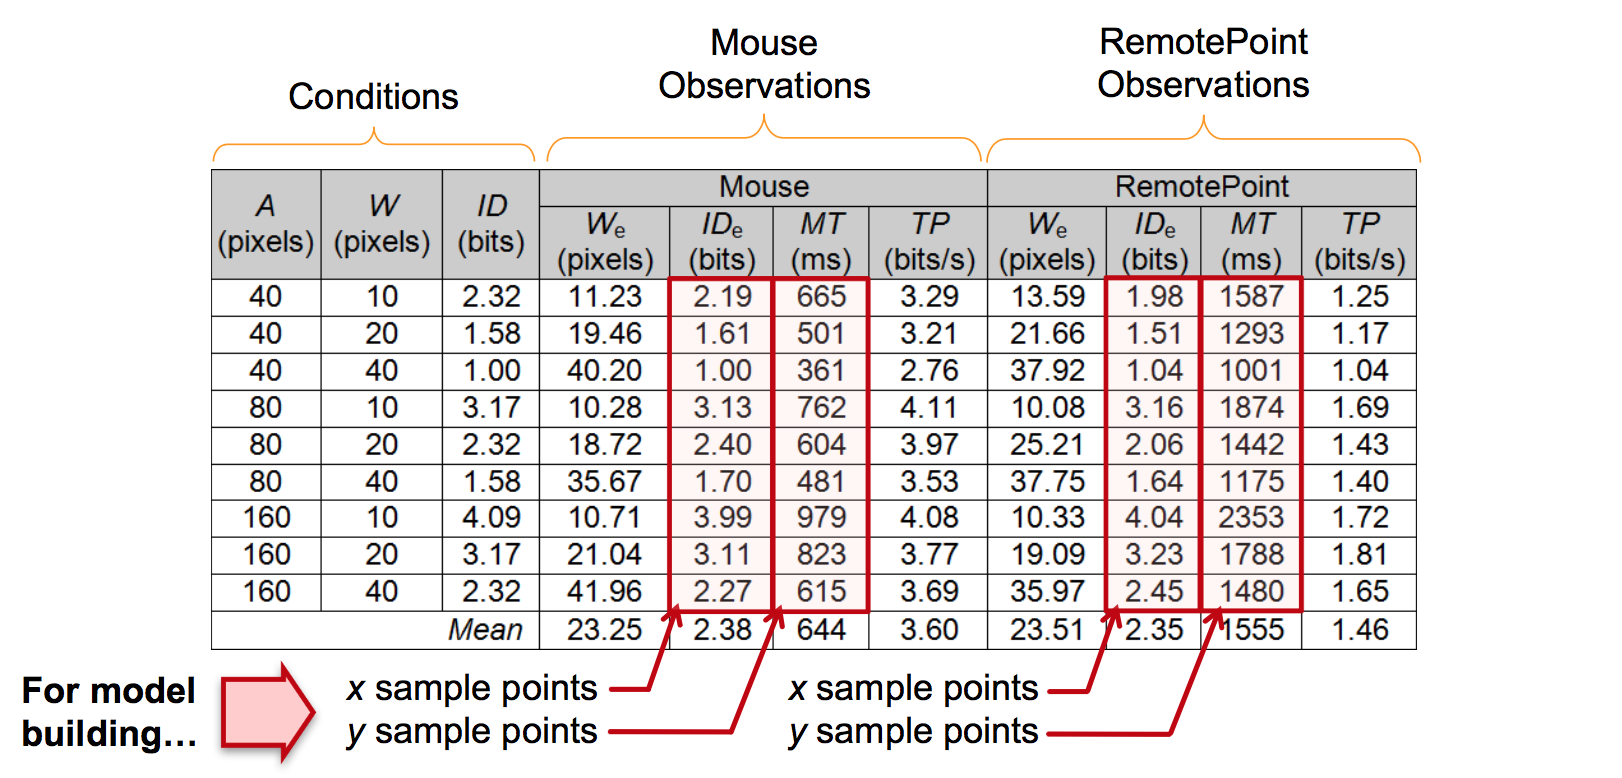 Mouse
Observations
RemotePoint
Observations
Conditions
A (pixels) W (pixels) ID (bits) Mouse RemotePoint
We (pixels) IDe (bits) MT (ms) TP (bits/s) We (pixels) IDe (bits) MT (ms) TP (bits/s)
40 10 2.32 11.23 2.19 665 3.29 13.59 1.98 1587 1.25
40 20 1.58 19.46 1.61 501 3.21 21.66 1.51 1293 1.17
40 40 1.00 40.20 1.00 361 2.76 37.92 1.04 1001 1.04
80 10 3.17 10.28 3.13 762 4.11 10.08 3.16 1874 1.69
80 20 2.32 18.72 2.40 604 3.97 25.21 2.06 1442 1.43
80 40 1.58 35.67 1.70 481 3.53 37.75 1.64 1175 1.40
160 10 4.09 10.71 3.99 979 4.08 10.33 4.04 2353 1.72
160 20 3.17 21.04 3.11 823 3.77 19.09 3.23 1788 1.81
160 40 2.32 41.96 2.27 615 3.69 35.97 2.45 1480 1.65
Mean 23.25 2.38 644 3.60 23.51 2.35 1555 1.46
For model
building…
x sample points
y sample points
x sample points
y sample points